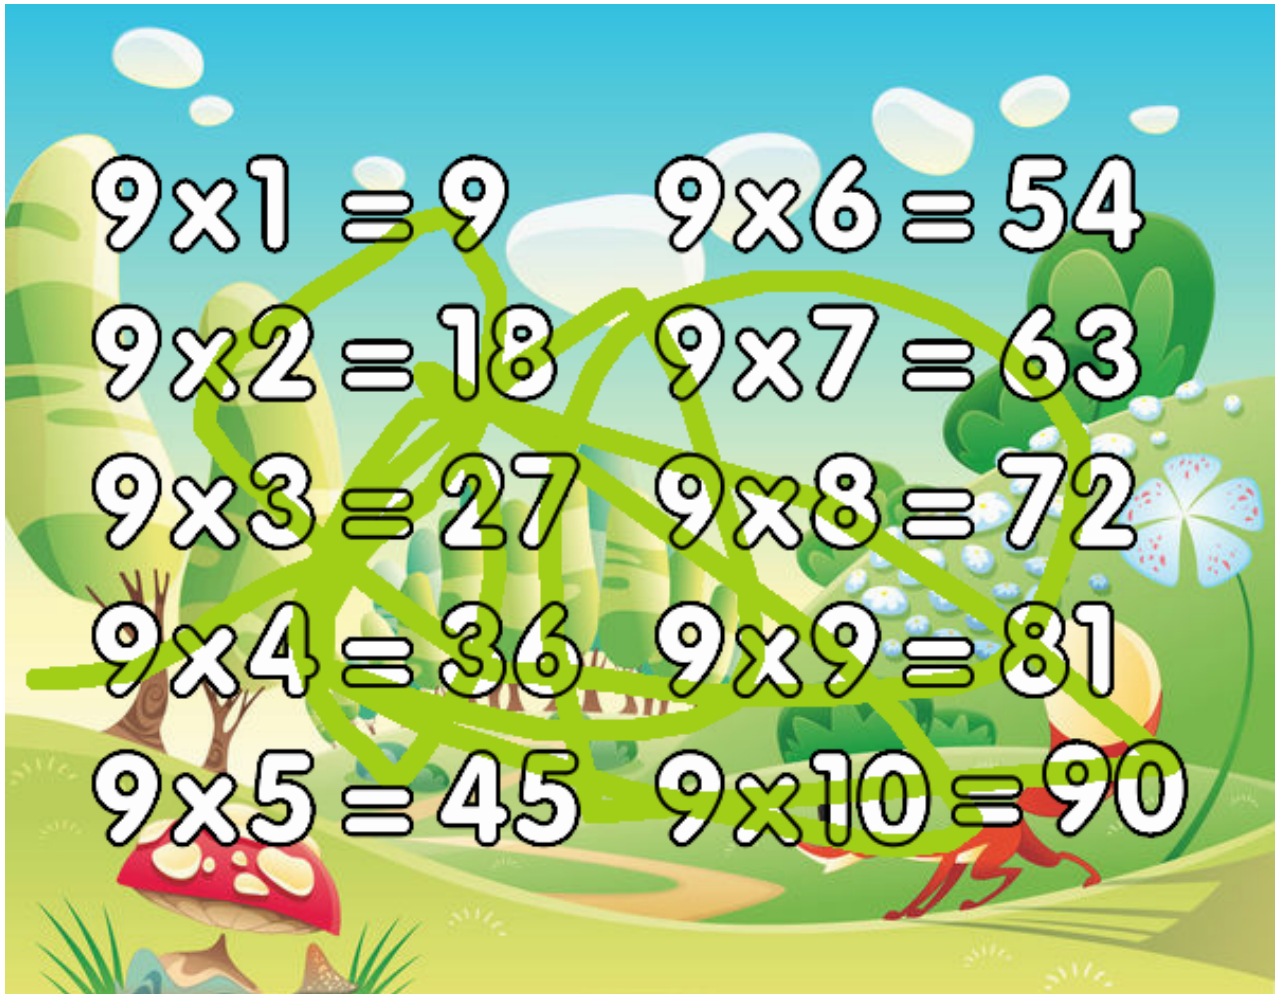 9x1 = 9
9x2 = 18
9x3 = 27
9x4 = 36
9x5 = 45
9x6 = 54
9x7 = 63
9x8 = 72
9x9 = 81
9x10 = 90